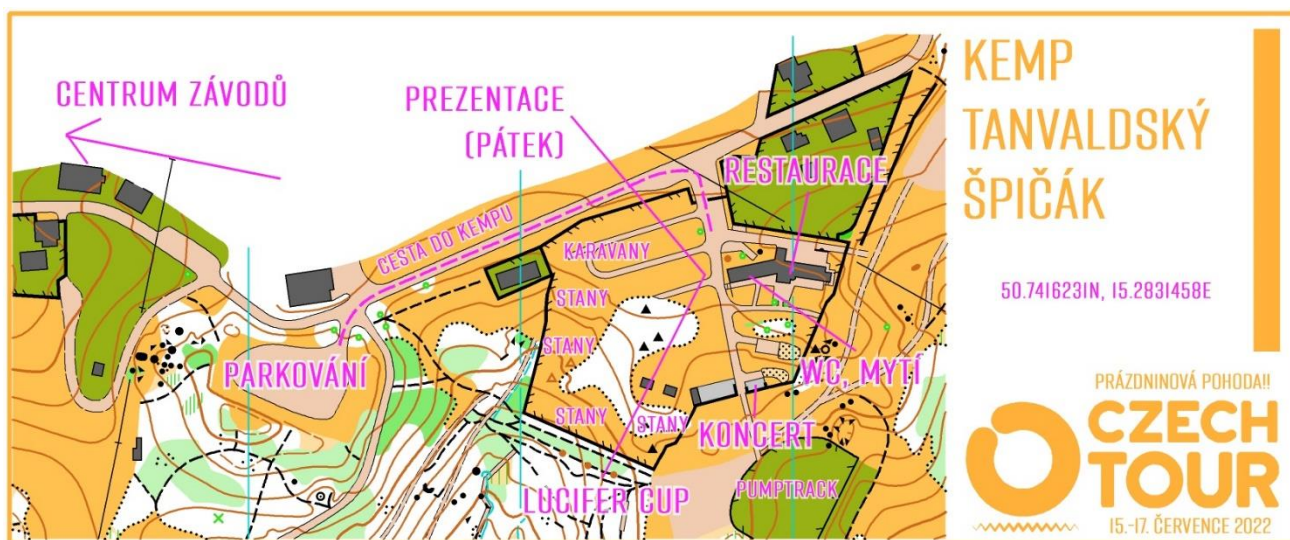 CENTRUM ZÁVODŮ
PREZENTACE
(PÁTEK)
RESTAURACE
CESTA DO KEMPU
KARAVANY
STANY
STANY
PARKOVÁNÍ
WC, MYTÍ
STANY
STANY
KONCERT
LUCIFER CUP
PUMPTRACK
KEMP
TANVALDSKÝ
ŠPIČÁK
50.7416231N, 15.2831458E
PRÁZDNINOVÁ POHODA!!
CZECH
TOUR
15.-17. ČERVENCE 2022